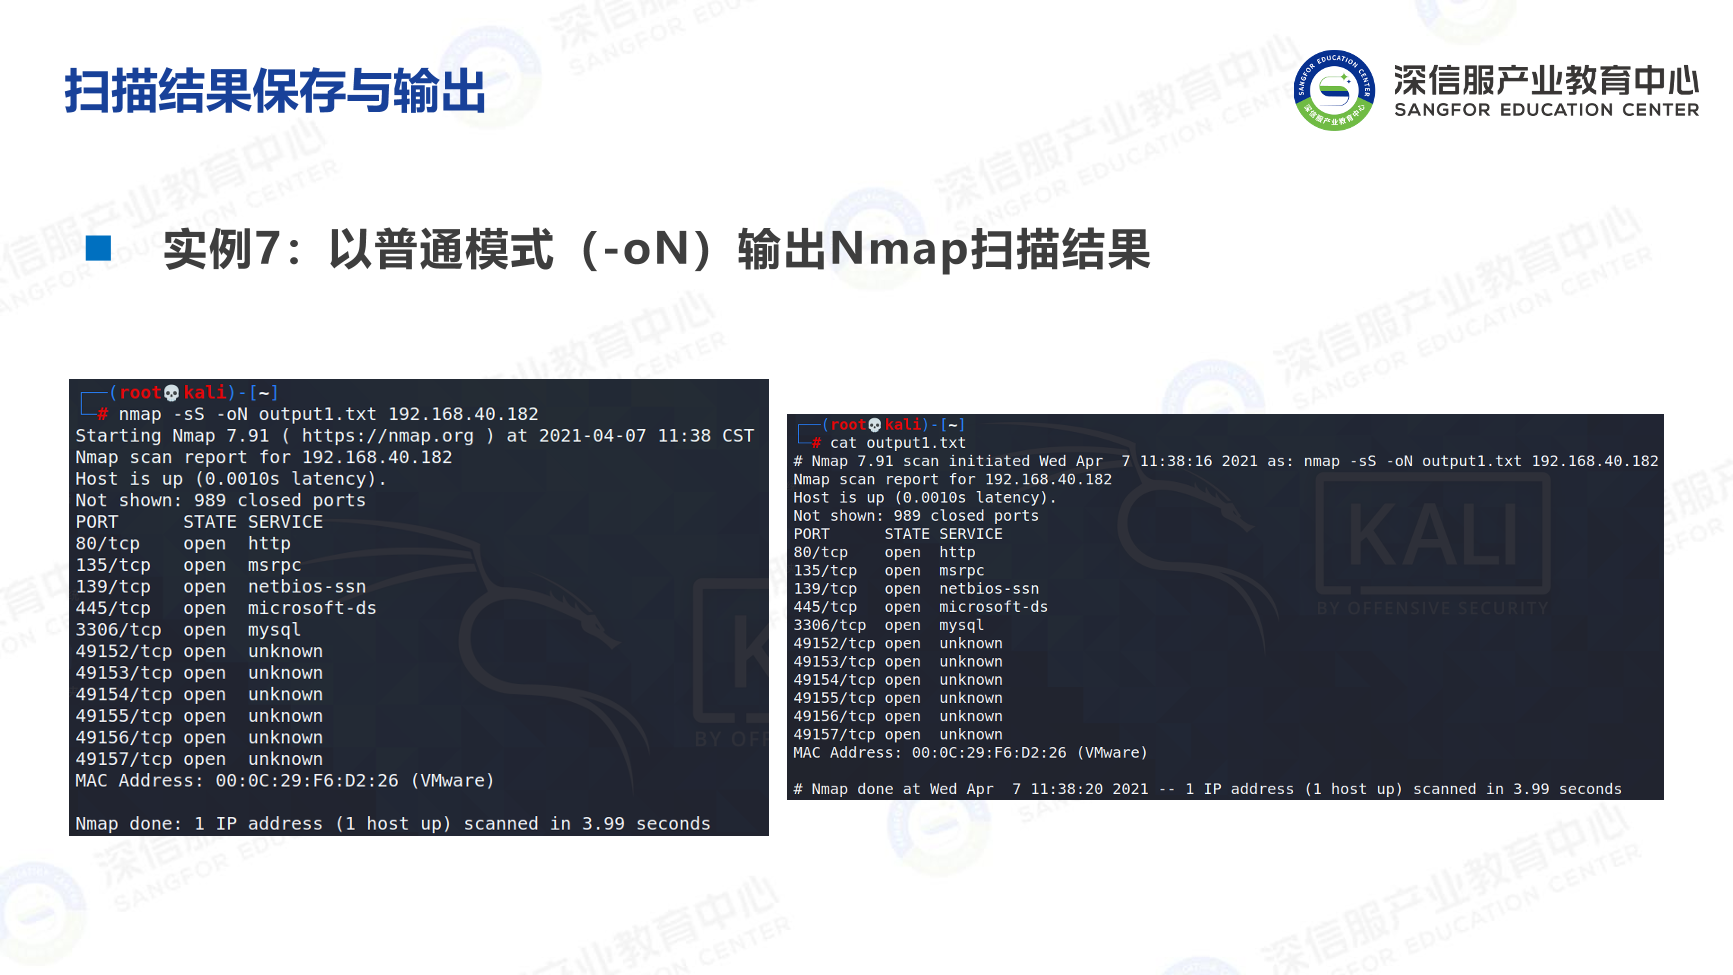 扫描结果保存与输出
深信服产业教育中心
SANGFOR EDUCATION CENTER
实例7：以普通模式（-oN）输出Nmap扫描结果
(root💀kali)-[~]
# nmap -sS -oN output1.txt 192.168.40.182
Starting Nmap 7.91 ( https://nmap.org ) at 2021-04-07 11:38 CST
Nmap scan report for 192.168.40.182
Host is up (0.0010s latency).
Not shown: 989 closed ports
PORT      STATE SERVICE
80/tcp    open  http
135/tcp   open  msrpc
139/tcp   open  netbios-ssn
445/tcp   open  microsoft-ds
3306/tcp  open  mysql
49152/tcp open  unknown
49153/tcp open  unknown
49154/tcp open  unknown
49155/tcp open  unknown
49156/tcp open  unknown
49157/tcp open  unknown
MAC Address: 00:0C:29:F6:D2:26 (VMware)
Nmap done: 1 IP address (1 host up) scanned in 3.99 seconds
(root💀kali)-[~]
# cat output1.txt
# Nmap 7.91 scan initiated Wed Apr  7 11:38:16 2021 as: nmap -sS -oN output1.txt 192.168.40.182
Nmap scan report for 192.168.40.182
Host is up (0.0010s latency).
Not shown: 989 closed ports
PORT      STATE SERVICE
80/tcp    open  http
135/tcp   open  msrpc
139/tcp   open  netbios-ssn
445/tcp   open  microsoft-ds
3306/tcp  open  mysql
49152/tcp open  unknown
49153/tcp open  unknown
49154/tcp open  unknown
49155/tcp open  unknown
49156/tcp open  unknown
49157/tcp open  unknown
MAC Address: 00:0C:29:F6:D2:26 (VMware)
# Nmap done at Wed Apr  7 11:38:20 2021 -- 1 IP address (1 host up) scanned in 3.99 seconds
KALI
BY OFFENSIVE SECURITY